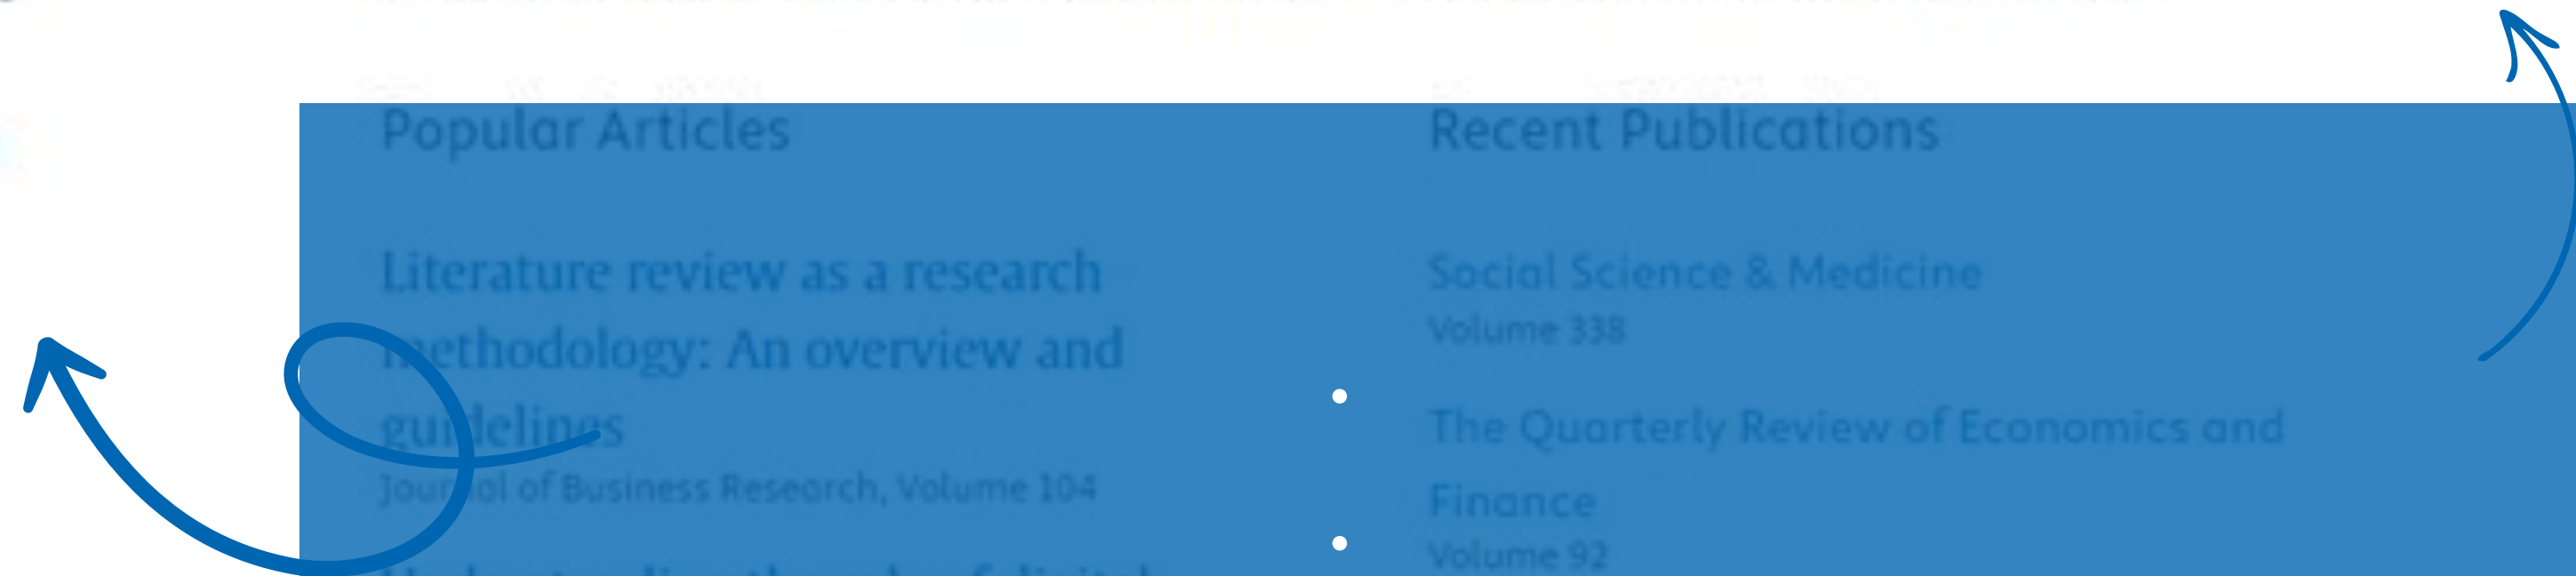 Popular Articles
Literature review as a research
methodology: An overview and
guidelines
Journal of Business Research, Volume 104
Recent Publications
Social Science & Medicine
Volume 338
The Quarterly Review of Economics and
Finance
Volume 92